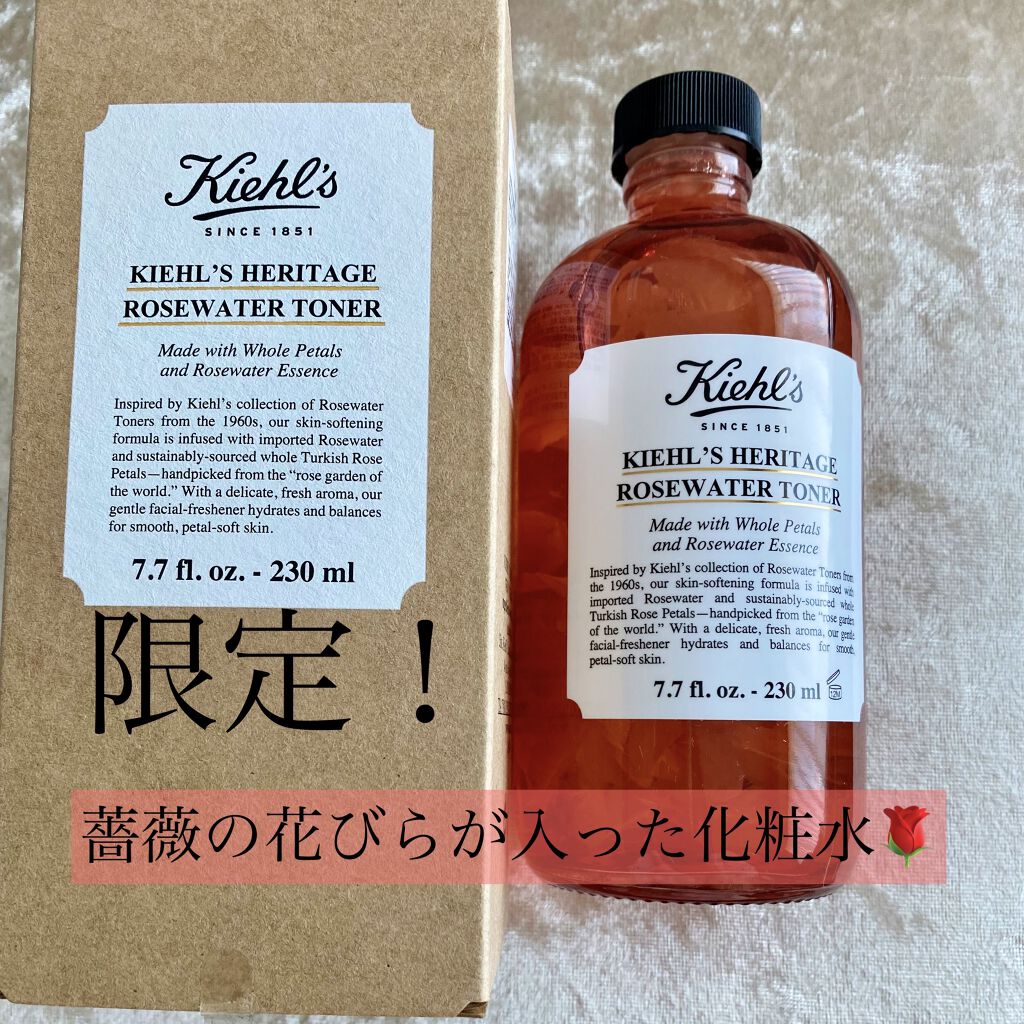 Kiehl's
SINCE 1851
KIEHL'S HERITAGE
ROSEWATER TONER
Made with Whole Petals
and Rosewater Essence
Inspired by Kiehl's collection of Rosewater
Toners from the 1960s, our skin-softening
formula is infused with imported Rosewater
and sustainably-sourced whole Turkish Rose
Petals—handpicked from the "rose garden of
the world." With a delicate, fresh aroma, our
gentle facial-freshener hydrates and balances
for smooth, petal-soft skin.
7.7 fl. oz. - 230 ml
Kiehl's
SINCE 1851
KIEHL'S HERITAGE
ROSEWATER TONER
Made with Whole Petals
and Rosewater Essence
Inspired by Kiehl's collection of Rosewater Toners from
the 1960s, our skin-softening formula is infused with
imported Rosewater and sustainably-sourced whole
Turkish Rose Petals—handpicked from the "rose garden
of the world." With a delicate, fresh aroma, our gentle
facial-freshener hydrates and balances for smooth,
petal-soft skin.
7.7 fl. oz. - 230 ml
12M
限定！
薔薇の花びらが入った化粧水🌹